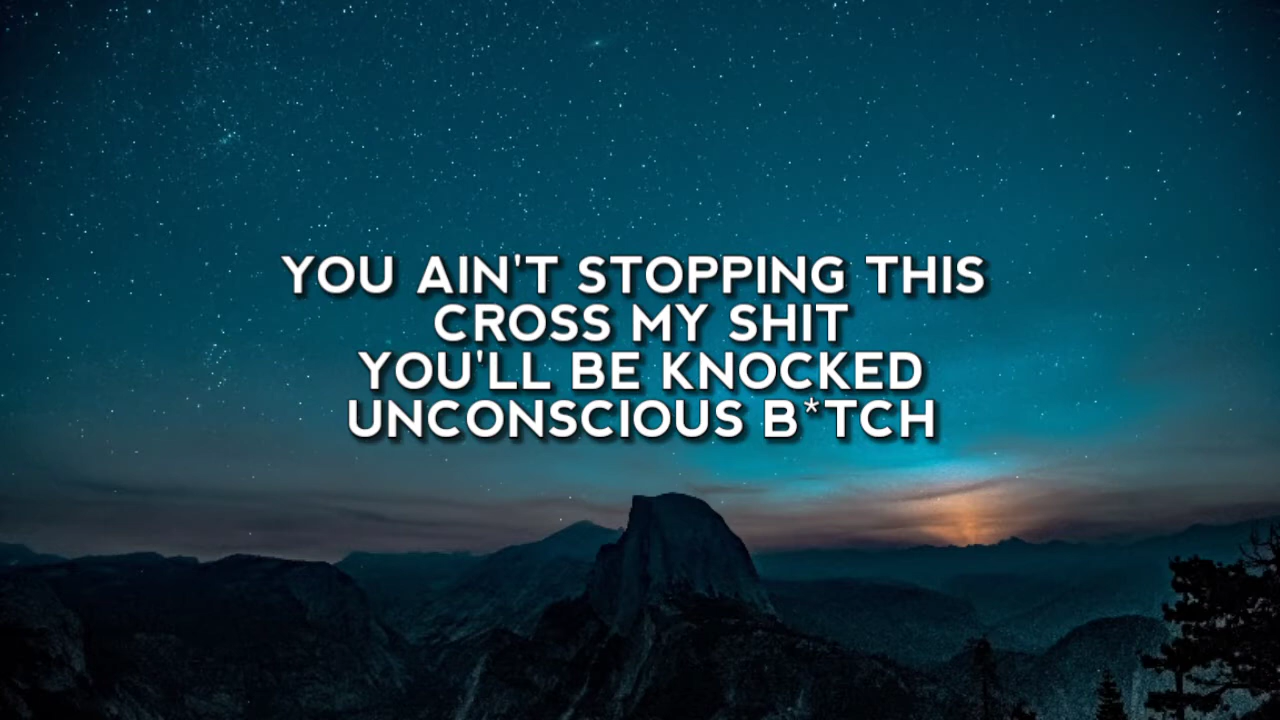 YOU AIN'T STOPPING THIS
CROSS MY SHIT
YOU'LL BE KNOCKED
UNCONSCIOUS B*TCH